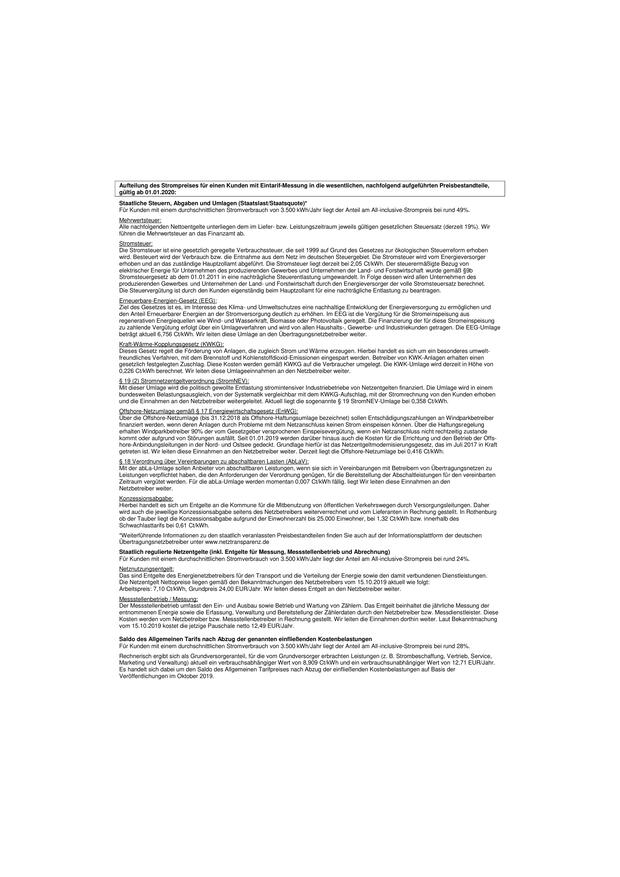 Aufteilung des Strompreises für einen Kunden mit Eintarif-Messung in die wesentlichen, nachfolgend aufgeführten Preisbestandteile,
gültig ab 01.01.2020:
Staatliche Steuern, Abgaben und Umlagen (Staatslast/Staatsquote)*
Für Kunden mit einem durchschnittlichen Stromverbrauch von 3.500 kWh/Jahr liegt der Anteil am All-inclusive-Strompreis bei rund 49%.
Mehrwertsteuer:
Alle nachfolgenden Nettoentgelte unterliegen dem im Liefer- bzw. Leistungszeitraum jeweils gültigen gesetzlichen Steuersatz (derzeit 19%). Wir
führen die Mehrwertsteuer an das Finanzamt ab.
Stromsteuer:
Die Stromsteuer ist eine gesetzlich geregelte Verbrauchssteuer, die seit 1999 auf Grund des Gesetzes zur ökologischen Steuerreform erhoben
wird. Besteuert wird der Verbrauch bzw. die Entnahme aus dem Netz im deutschen Steuergebiet. Die Stromsteuer wird vom Energieversorger
erhoben und an das zuständige Hauptzollamt abgeführt. Die Stromsteuer liegt derzeit bei 2,05 Ct/kWh. Der steuerermäßigte Bezug von
elektrischer Energie für Unternehmen des produzierenden Gewerbes und Unternehmen der Land- und Forstwirtschaft wurde gemäß §9b
Stromsteuergesetz ab dem 01.01.2011 in eine nachträgliche Steuerentlastung umgewandelt. In Folge dessen wird allen Unternehmen des
produzierenden Gewerbes und Unternehmen der Land- und Forstwirtschaft durch den Energieversorger der volle Stromsteuersatz berechnet.
Die Steuervergütung ist durch den Kunden eigenständig beim Hauptzollamt für eine nachträgliche Entlastung zu beantragen.
Erneuerbare-Energien-Gesetz (EEG):
Ziel des Gesetzes ist es, im Interesse des Klima- und Umweltschutzes eine nachhaltige Entwicklung der Energieversorgung zu ermöglichen und
den Anteil Erneuerbarer Energien an der Stromversorgung deutlich zu erhöhen. Im EEG ist die Vergütung für die Stromeinspeisung aus
regenerativen Energiequellen wie Wind- und Wasserkraft, Biomasse oder Photovoltaik geregelt. Die Finanzierung der für diese Stromeinspeisung
zu zahlende Vergütung erfolgt über ein Umlageverfahren und wird von allen Haushalts-, Gewerbe- und Industriekunden getragen. Die EEG-Umlage
beträgt aktuell 6,756 Ct/kWh. Wir leiten diese Umlage an den Übertragungsnetzbetreiber weiter.
Kraft-Wärme-Kopplungsgesetz (KWKG):
Dieses Gesetz regelt die Förderung von Anlagen, die zugleich Strom und Wärme erzeugen. Hierbei handelt es sich um ein besonderes umwelt-
freundliches Verfahren, mit dem Brennstoff und Kohlenstoffdioxid-Emissionen eingespart werden. Betreiber von KWK-Anlagen erhalten einen
gesetzlich festgelegten Zuschlag. Diese Kosten werden gemäß KWKG auf die Verbraucher umgelegt. Die KWK-Umlage wird derzeit in Höhe von
0,226 Ct/kWh berechnet. Wir leiten diese Umlageeinnahmen an den Netzbetreiber weiter.
§ 19 (2) Stromnetzentgeltverordnung (StromNEV):
Mit dieser Umlage wird die politisch gewollte Entlastung stromintensiver Industriebetriebe von Netzentgelten finanziert. Die Umlage wird in einem
bundesweiten Belastungsausgleich, von der Systematik vergleichbar mit dem KWKG-Aufschlag, mit der Stromrechnung von den Kunden erhoben
und die Einnahmen an den Netzbetreiber weitergeleitet. Aktuell liegt die sogenannte § 19 StromNEV-Umlage bei 0,358 Ct/kWh.
Offshore-Netzumlage gemäß § 17 Energiewirtschaftsgesetz (EnWG):
Über die Offshore-Netzumlage (bis 31.12.2018 als Offshore-Haftungsumlage bezeichnet) sollen Entschädigungszahlungen an Windparkbetreiber
finanziert werden, wenn deren Anlagen durch Probleme mit dem Netzanschluss keinen Strom einspeisen können. Über die Haftungsregelung
erhalten Windparkbetreiber 90% der vom Gesetzgeber versprochenen Einspeisevergütung, wenn ein Netzanschluss nicht rechtzeitig zustande
kommt oder aufgrund von Störungen ausfällt. Seit 01.01.2019 werden darüber hinaus auch die Kosten für die Errichtung und den Betrieb der Offs-
hore-Anbindungsleitungen in der Nord- und Ostsee gedeckt. Grundlage hierfür ist das Netzentgeltmodernisierungsgesetz, das im Juli 2017 in Kraft
getreten ist. Wir leiten diese Einnahmen an den Netzbetreiber weiter. Derzeit liegt die Offshore-Netzumlage bei 0,416 Ct/kWh.
§ 18 Verordnung über Vereinbarungen zu abschaltbaren Lasten (AbLaV):
Mit der abLa-Umlage sollen Anbieter von abschaltbaren Leistungen, wenn sie sich in Vereinbarungen mit Betreibern von Übertragungsnetzen zu
Leistungen verpflichtet haben, die den Anforderungen der Verordnung genügen, für die Bereitstellung der Abschaltleistungen für den vereinbarten
Zeitraum vergütet werden. Für die abLa-Umlage werden momentan 0,007 Ct/kWh fällig. liegt Wir leiten diese Einnahmen an den
Netzbetreiber weiter.
Konzessionsabgabe:
Hierbei handelt es sich um Entgelte an die Kommune für die Mitbenutzung von öffentlichen Verkehrswegen durch Versorgungsleitungen. Daher
wird auch die jeweilige Konzessionsabgabe seitens des Netzbetreibers weiterverrechnet und vom Lieferanten in Rechnung gestellt. In Rothenburg
ob der Tauber liegt die Konzessionsabgabe aufgrund der Einwohnerzahl bis 25.000 Einwohner, bei 1,32 Ct/kWh bzw. innerhalb des
Schwachlasttarifs bei 0,61 Ct/kWh.
*Weiterführende Informationen zu den staatlich veranlassten Preisbestandteilen finden Sie auch auf der Informationsplattform der deutschen
Übertragungsnetzbetreiber unter www.netztransparenz.de
Staatlich regulierte Netzentgelte (inkl. Entgelte für Messung, Messstellenbetrieb und Abrechnung)
Für Kunden mit einem durchschnittlichen Stromverbrauch von 3.500 kWh/Jahr liegt der Anteil am All-inclusive-Strompreis bei rund 24%.
Netznutzungsentgelt:
Das sind Entgelte des Energienetzbetreibers für den Transport und die Verteilung der Energie sowie den damit verbundenen Dienstleistungen.
Die Netzentgelt Nettopreise liegen gemäß den Bekanntmachungen des Netzbetreibers vom 15.10.2019 aktuell wie folgt:
Arbeitspreis: 7,10 Ct/kWh, Grundpreis 24,00 EUR/Jahr. Wir leiten dieses Entgelt an den Netzbetreiber weiter.
Messstellenbetrieb / Messung:
Der Messstellenbetrieb umfasst den Ein- und Ausbau sowie Betrieb und Wartung von Zählern. Das Entgelt beinhaltet die jährliche Messung der
entnommenen Energie sowie die Erfassung, Verwaltung und Bereitstellung der Zählerdaten durch den Netzbetreiber bzw. Messdienstleister. Diese
Kosten werden vom Netzbetreiber bzw. Messstellenbetreiber in Rechnung gestellt. Wir leiten die Einnahmen dorthin weiter. Laut Bekanntmachung
vom 15.10.2019 kostet die jetzige Pauschale netto 12,49 EUR/Jahr.
Saldo des Allgemeinen Tarifs nach Abzug der genannten einfließenden Kostenbelastungen
Für Kunden mit einem durchschnittlichen Stromverbrauch von 3.500 kWh/Jahr liegt der Anteil am All-inclusive-Strompreis bei rund 28%.
Rechnerisch ergibt sich als Grundversorgeranteil, für die vom Grundversorger erbrachten Leistungen (z. B. Strombeschaffung, Vertrieb, Service,
Marketing und Verwaltung) aktuell ein verbrauchsabhängiger Wert von 8,909 Ct/kWh und ein verbrauchsunabhängiger Wert von 12,71 EUR/Jahr.
Es handelt sich dabei um den Saldo des Allgemeinen Tarifpreises nach Abzug der einfließenden Kostenbelastungen auf Basis der
Veröffentlichungen im Oktober 2019.